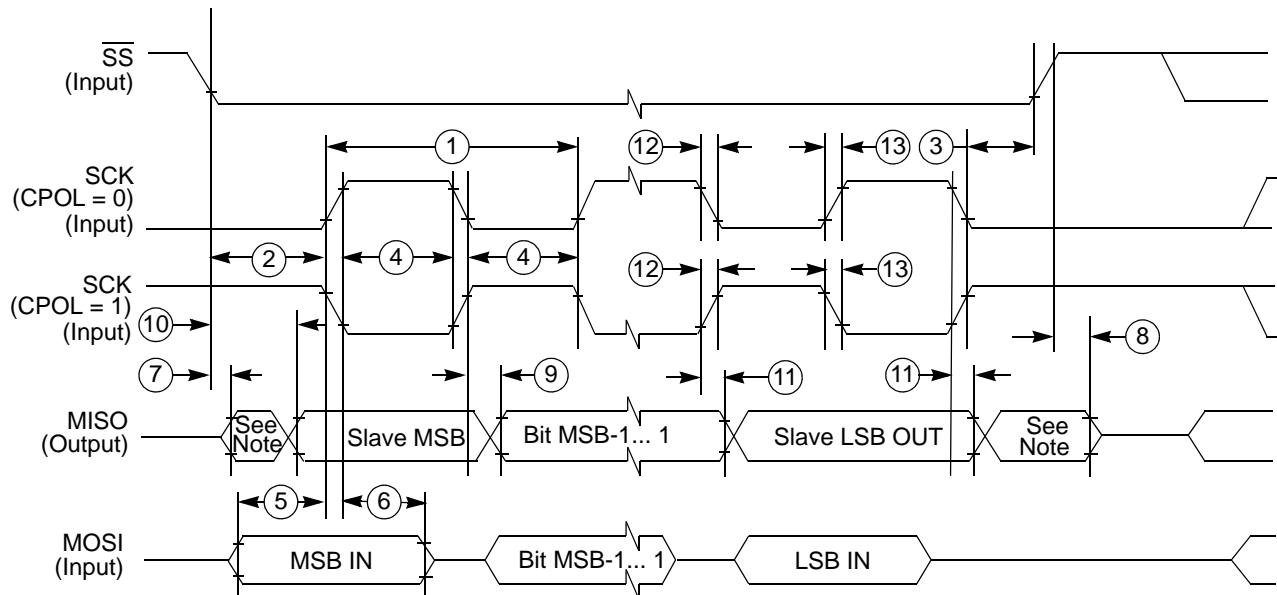 SS
(Input)
1
12
13
3
SCK
(CPOL = 0)
(Input)
2
4
4
12
13
SCK
(CPOL = 1)
(Input)
10
8
7
9
11
11
MISO
(Output)
See
Note
Slave MSB
Bit MSB-1... 1
Slave LSB OUT
See
Note
5
6
MOSI
(Input)
MSB IN
Bit MSB-1... 1
LSB IN